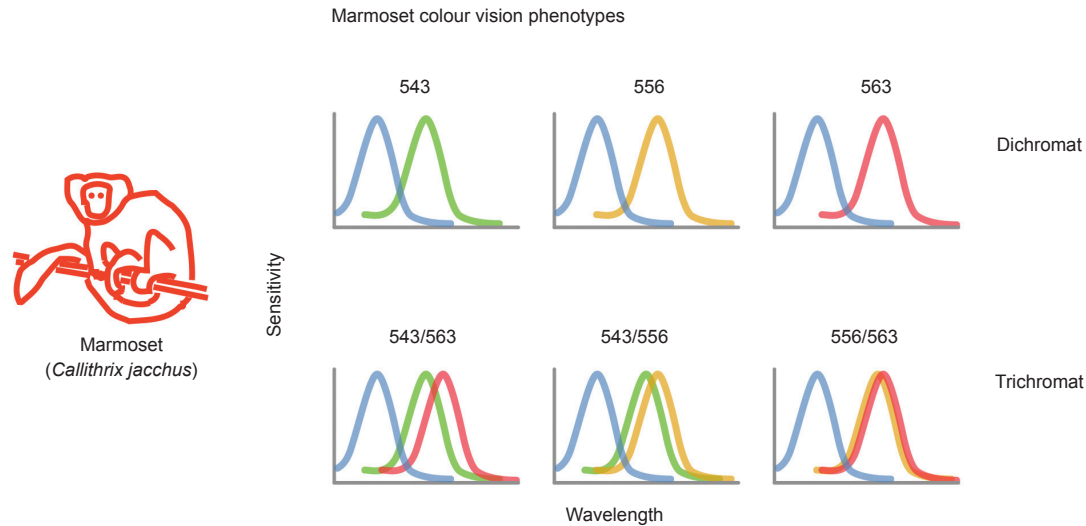 Marmoset colour vision phenotypes
543
556
563
Dichromat
Sensitivity
Marmoset
(Callithrix jacchus)
543/563
543/556
556/563
Trichromat
Wavelength